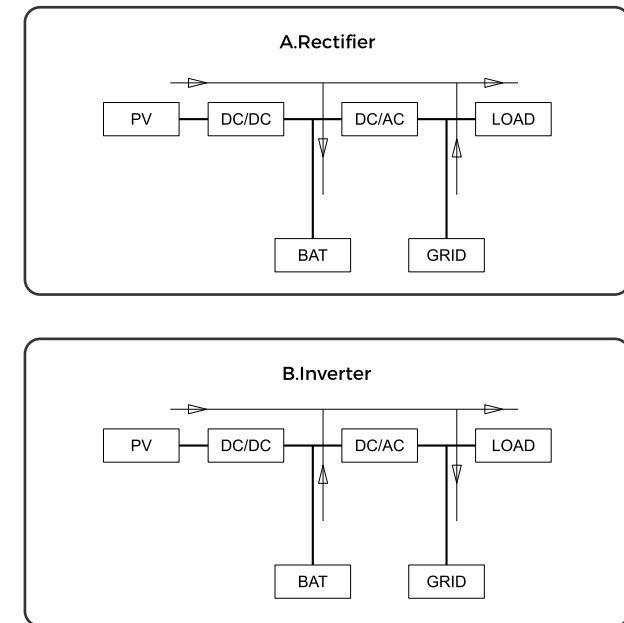 A.Rectifier
PV DC/DC DC/AC LOAD
BAT GRID
B.Inverter
PV DC/DC DC/AC LOAD
BAT GRID